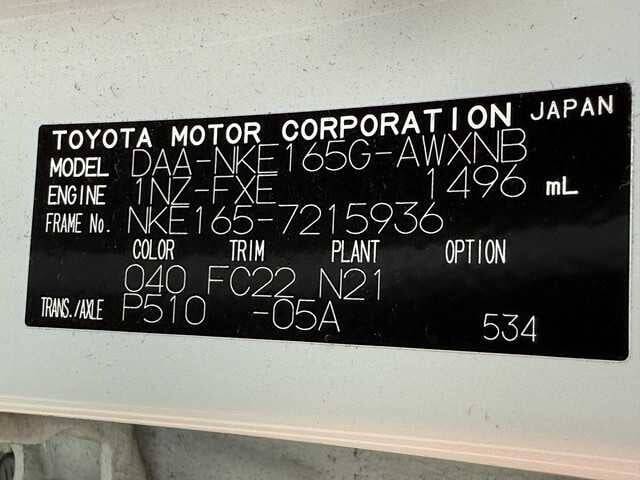 TOYOTA MOTOR CORPORATION JAPAN
MODEL DAA-NKE165G-AWXNB
ENGINE 1NZ-FXE 1496 mL
FRAME No. NKE165-7215936
COLOR TRIM PLANT OPTION
040 FC22 N21
TRANS./AXLE P510 -05A
534